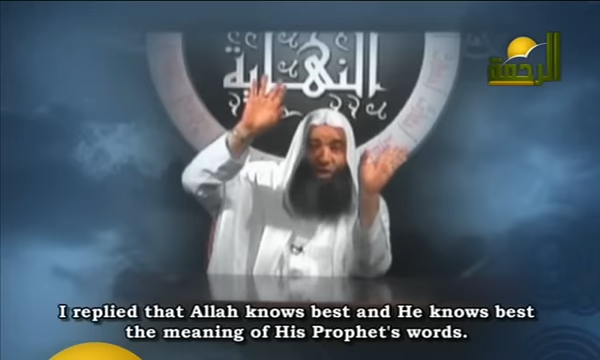 النهاية
الرحمة
I replied that Allah knows best and He knows best
the meaning of His Prophet's words.